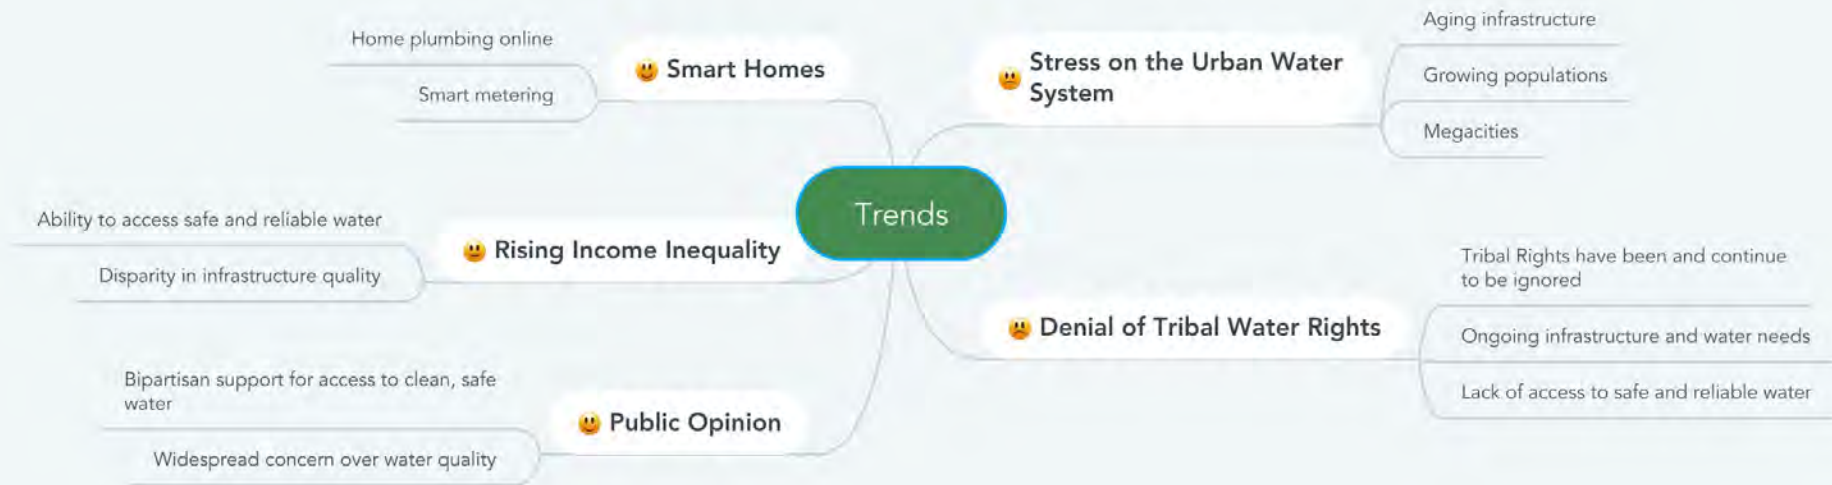 Trends
Smart Homes
Home plumbing online
Smart metering
Rising Income Inequality
Ability to access safe and reliable water
Disparity in infrastructure quality
Public Opinion
Bipartisan support for access to clean, safe
water
Widespread concern over water quality
Stress on the Urban Water
System
Aging infrastructure
Growing populations
Megacities
Denial of Tribal Water Rights
Tribal Rights have been and continue
to be ignored
Ongoing infrastructure and water needs
Lack of access to safe and reliable water